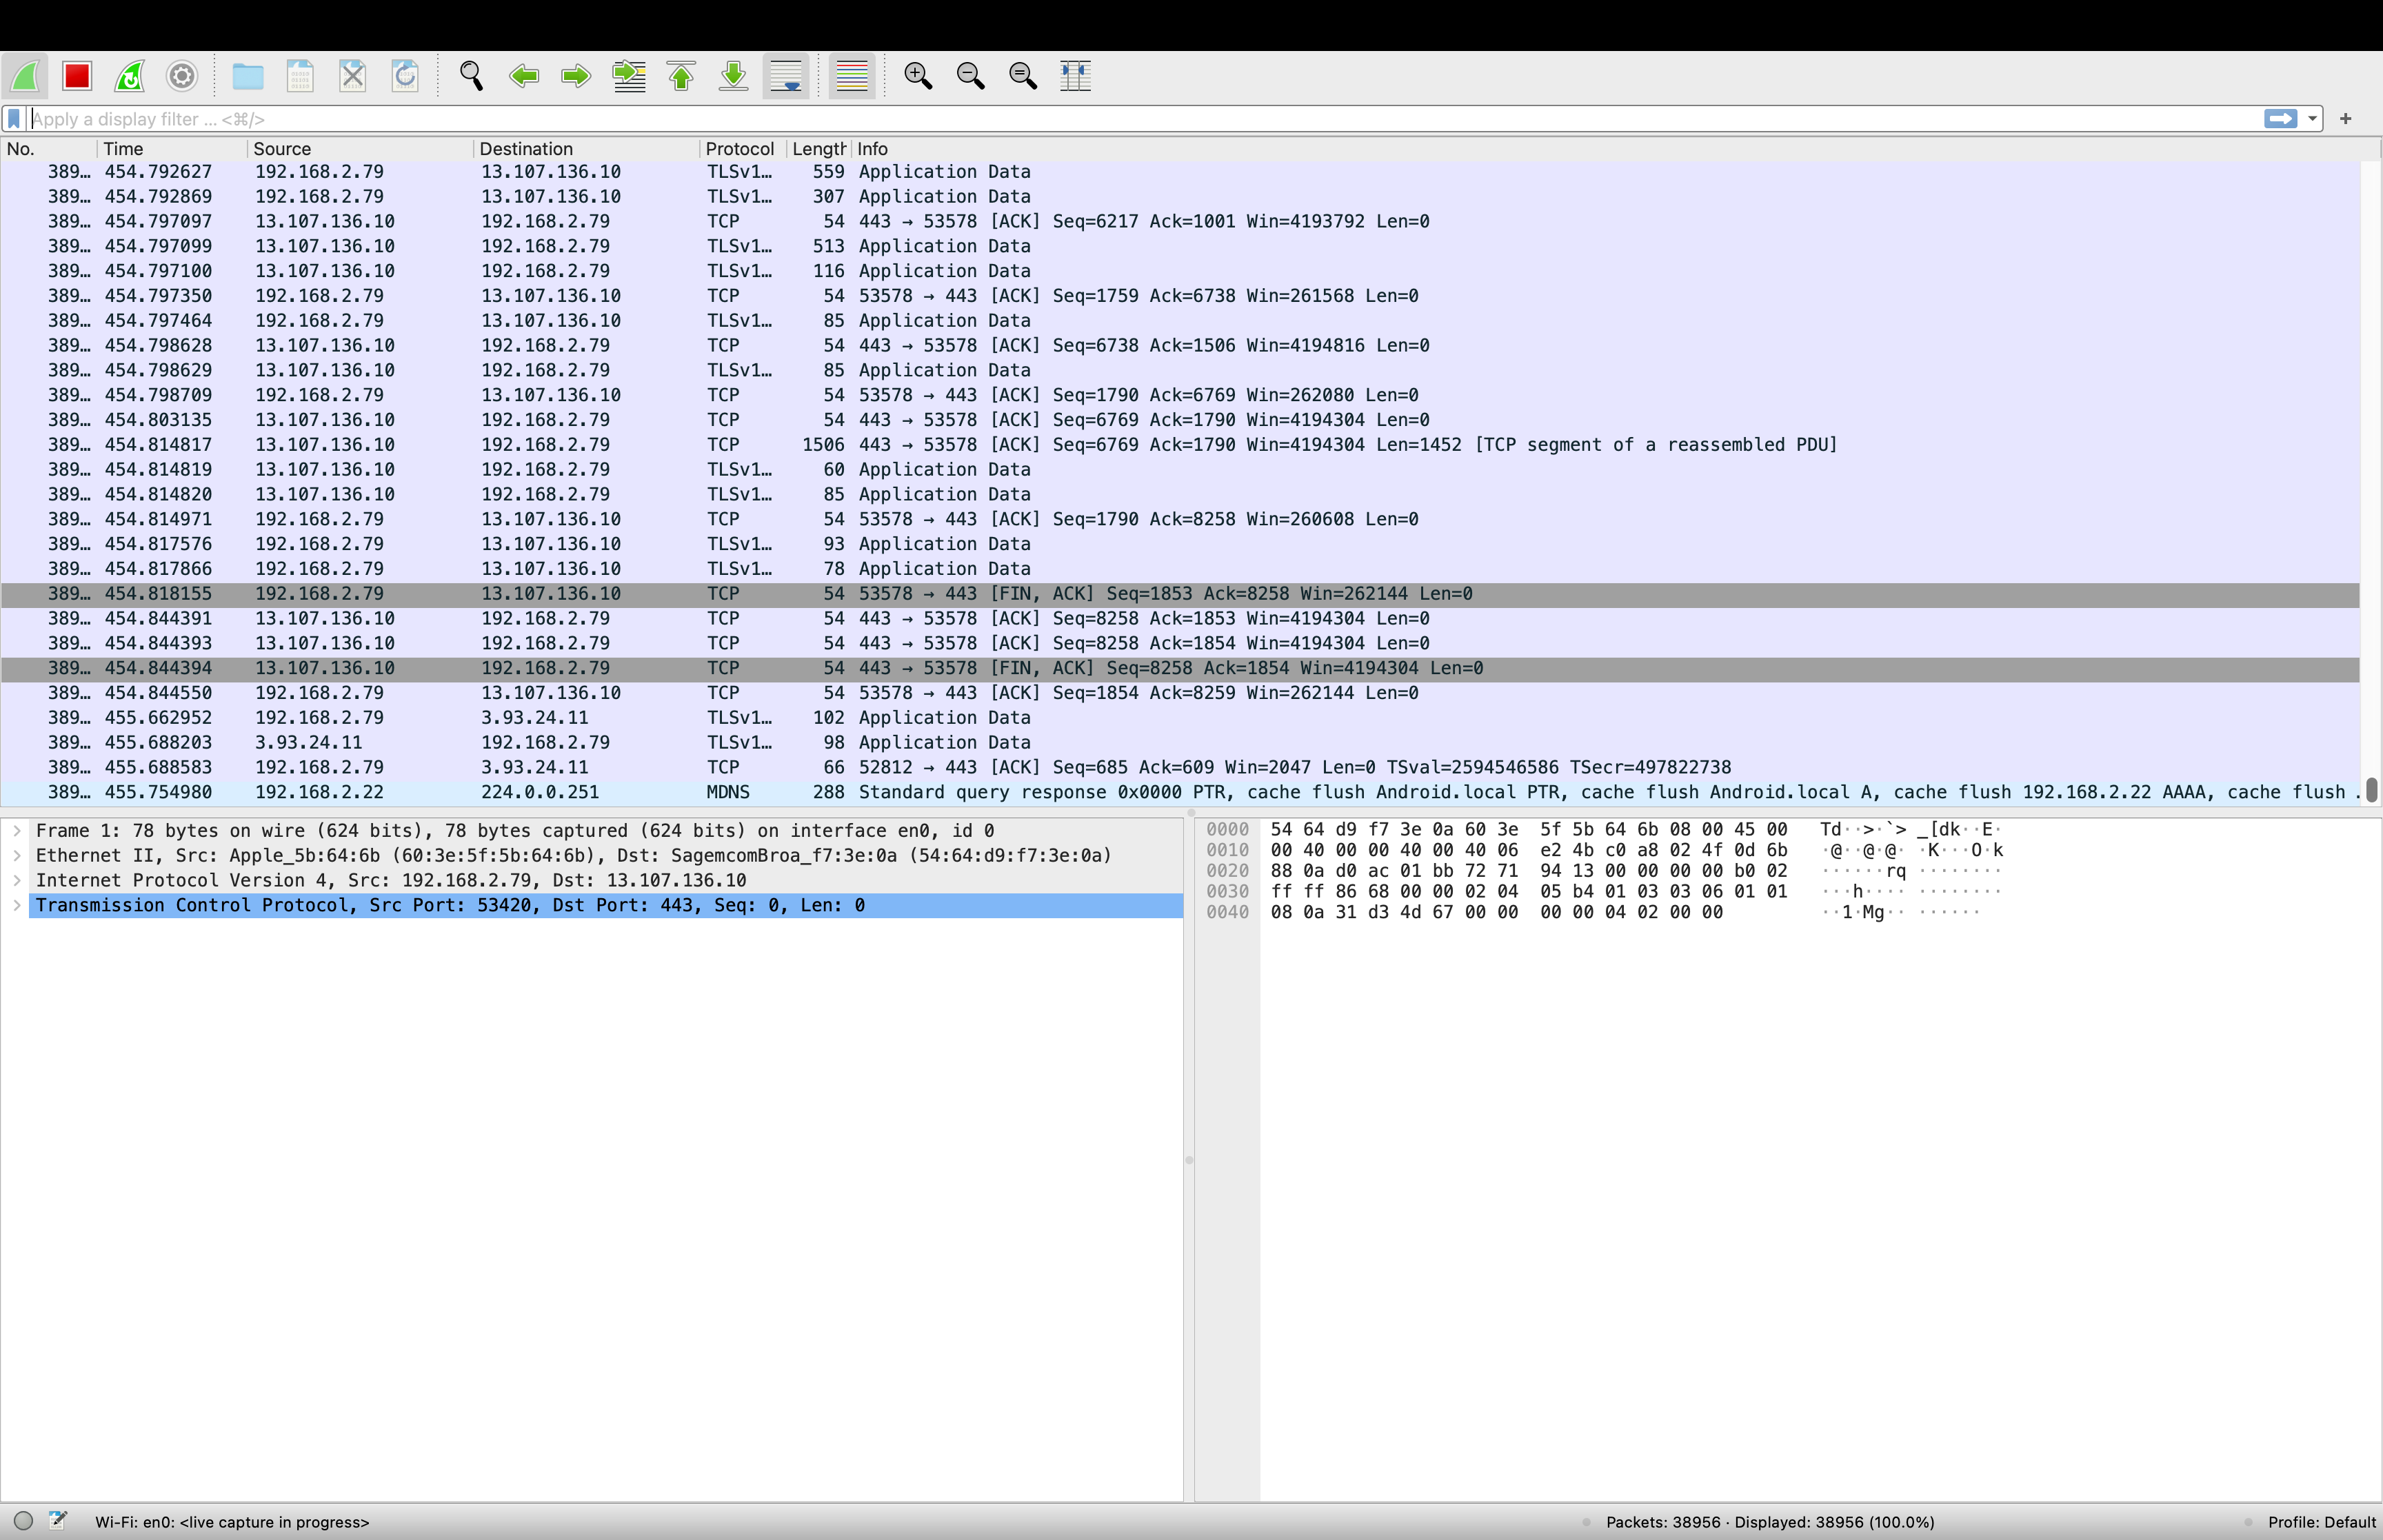 Apply a display filter ... <⌘/>
No. Time Source Destination Protocol Length Info
389… 454.792627 192.168.2.79 13.107.136.10 TLSv1… 559 Application Data
389… 454.792869 192.168.2.79 13.107.136.10 TLSv1… 307 Application Data
389… 454.797097 13.107.136.10 192.168.2.79 TCP 54 443 → 53578 [ACK] Seq=6217 Ack=1001 Win=4193792 Len=0
389… 454.797099 13.107.136.10 192.168.2.79 TLSv1… 513 Application Data
389… 454.797100 13.107.136.10 192.168.2.79 TLSv1… 116 Application Data
389… 454.797350 192.168.2.79 13.107.136.10 TCP 54 53578 → 443 [ACK] Seq=1759 Ack=6738 Win=261568 Len=0
389… 454.797464 192.168.2.79 13.107.136.10 TLSv1… 85 Application Data
389… 454.798628 13.107.136.10 192.168.2.79 TCP 54 443 → 53578 [ACK] Seq=6738 Ack=1506 Win=4194816 Len=0
389… 454.798629 13.107.136.10 192.168.2.79 TLSv1… 85 Application Data
389… 454.798709 192.168.2.79 13.107.136.10 TCP 54 53578 → 443 [ACK] Seq=1790 Ack=6769 Win=262080 Len=0
389… 454.803135 13.107.136.10 192.168.2.79 TCP 54 443 → 53578 [ACK] Seq=6769 Ack=1790 Win=4194304 Len=0
389… 454.814817 13.107.136.10 192.168.2.79 TCP 1506 443 → 53578 [ACK] Seq=6769 Ack=1790 Win=4194304 Len=1452 [TCP segment of a reassembled PDU]
389… 454.814819 13.107.136.10 192.168.2.79 TLSv1… 60 Application Data
389… 454.814820 13.107.136.10 192.168.2.79 TLSv1… 85 Application Data
389… 454.814971 192.168.2.79 13.107.136.10 TCP 54 53578 → 443 [ACK] Seq=1790 Ack=8258 Win=260608 Len=0
389… 454.817576 192.168.2.79 13.107.136.10 TLSv1… 93 Application Data
389… 454.817866 192.168.2.79 13.107.136.10 TLSv1… 78 Application Data
389… 454.818155 192.168.2.79 13.107.136.10 TCP 54 53578 → 443 [FIN, ACK] Seq=1853 Ack=8258 Win=262144 Len=0
389… 454.844391 13.107.136.10 192.168.2.79 TCP 54 443 → 53578 [ACK] Seq=8258 Ack=1853 Win=4194304 Len=0
389… 454.844393 13.107.136.10 192.168.2.79 TCP 54 443 → 53578 [ACK] Seq=8258 Ack=1854 Win=4194304 Len=0
389… 454.844394 13.107.136.10 192.168.2.79 TCP 54 443 → 53578 [FIN, ACK] Seq=8258 Ack=1854 Win=4194304 Len=0
389… 454.844550 192.168.2.79 13.107.136.10 TCP 54 53578 → 443 [ACK] Seq=1854 Ack=8259 Win=262144 Len=0
389… 455.662952 192.168.2.79 3.93.24.11 TLSv1… 102 Application Data
389… 455.688203 3.93.24.11 192.168.2.79 TLSv1… 98 Application Data
389… 455.688583 192.168.2.79 3.93.24.11 TCP 66 52812 → 443 [ACK] Seq=685 Ack=609 Win=2047 Len=0 TSval=2594546586 TSecr=497822738
389… 455.754980 192.168.2.22 224.0.0.251 MDNS 288 Standard query response 0x0000 PTR, cache flush Android.local PTR, cache flush Android.local A, cache flush 192.168.2.22 AAAA, cache flush .
Frame 1: 78 bytes on wire (624 bits), 78 bytes captured (624 bits) on interface en0, id 0
Ethernet II, Src: Apple_5b:64:6b (60:3e:5f:5b:64:6b), Dst: SagemcomBroa_f7:3e:0a (54:64:d9:f7:3e:0a)
Internet Protocol Version 4, Src: 192.168.2.79, Dst: 13.107.136.10
Transmission Control Protocol, Src Port: 53420, Dst Port: 443, Seq: 0, Len: 0
0000 54 64 d9 f7 3e 0a 60 3e 5f 5b 64 6b 08 00 45 00 Td··>·`> _[dk··E·
0010 00 40 00 00 40 00 40 06 e2 4b c0 a8 02 4f 0d 6b ·@··@·@· ·K···O·k
0020 88 0a d0 ac 01 bb 72 71 94 13 00 00 00 00 b0 02 ······rq ········
0030 ff ff 86 68 00 00 02 04 05 b4 01 03 03 06 01 01 ···h···· ········
0040 08 0a 31 d3 4d 67 00 00 00 00 04 02 00 00 ··1·Mg·· ······
Wi-Fi: en0: <live capture in progress>
Packets: 38956 · Displayed: 38956 (100.0%)
Profile: Default